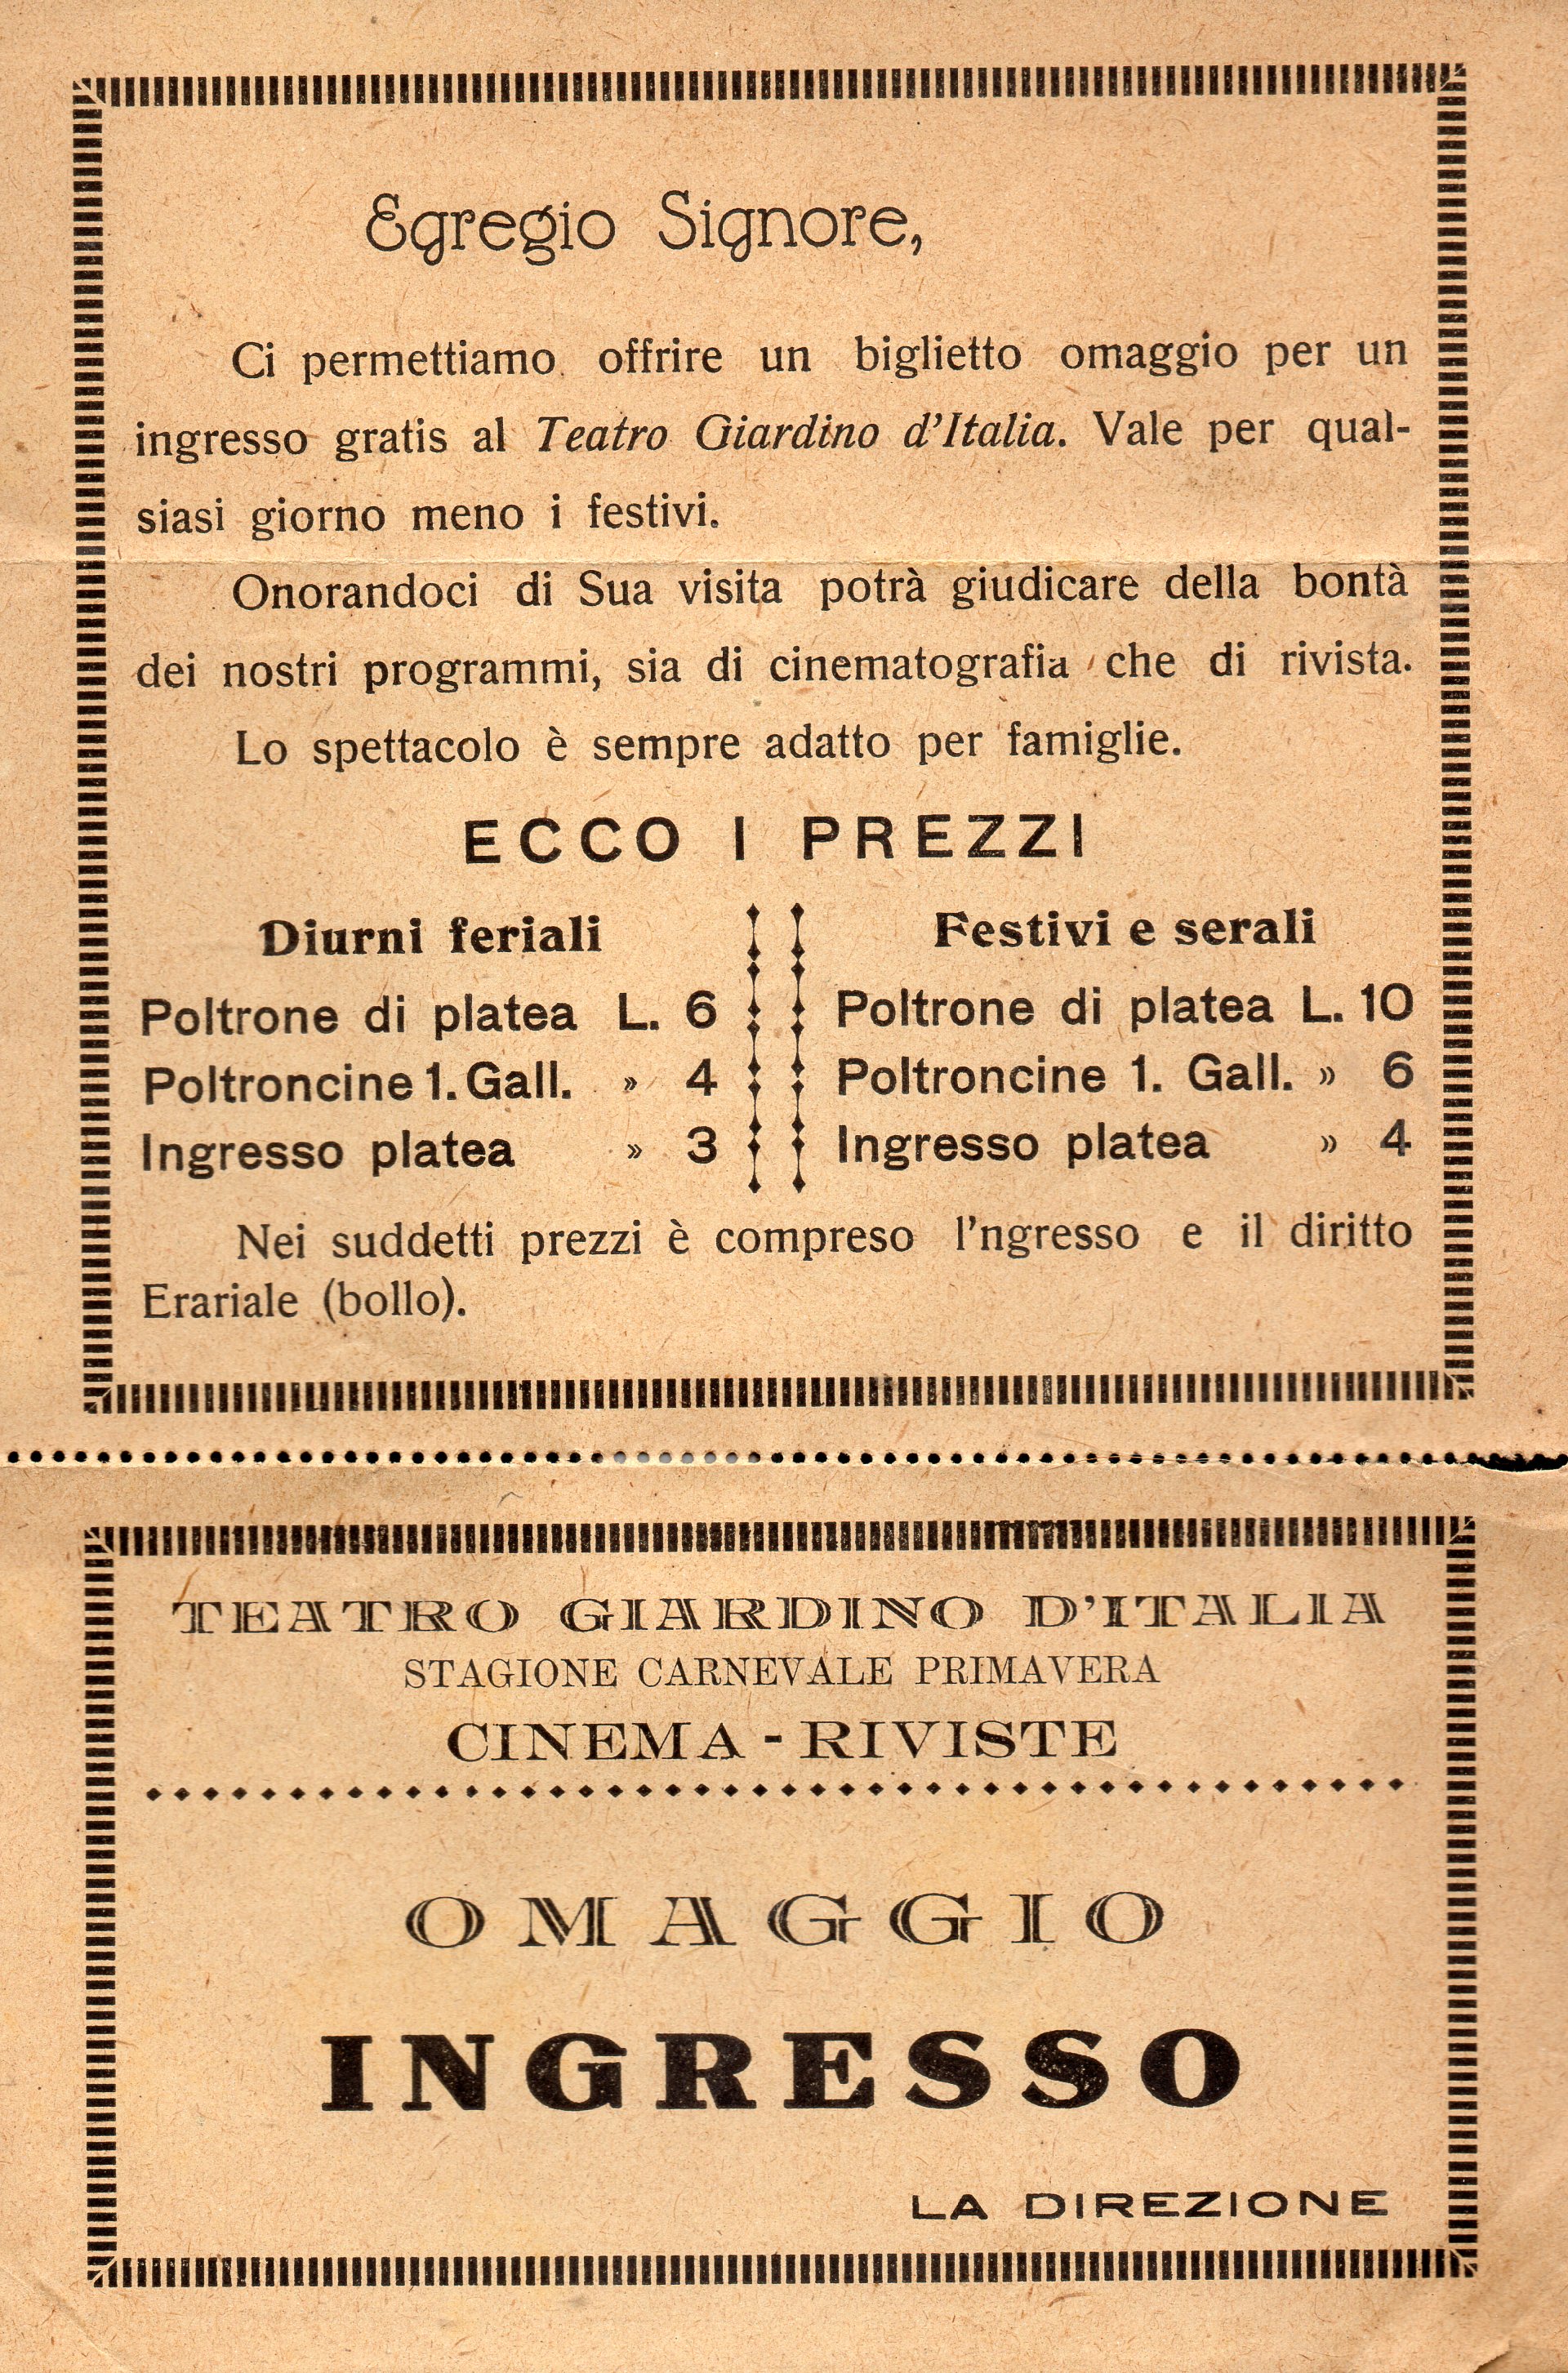 Egregio Signore,
Ci permettiamo offrire un biglietto omaggio per un
ingresso gratis al Teatro Giardino d'Italia. Vale per qual-
siasi giorno meno i festivi.
Onorandoci di Sua visita potrà giudicare della bontà
dei nostri programmi, sia di cinematografia che di rivista.
Lo spettacolo è sempre adatto per famiglie.
ECCO I PREZZI
Diurni feriali
Poltrone di platea L. 6
Poltroncine 1. Gall. » 4
Ingresso platea » 3
Festivi e serali
Poltrone di platea L. 10
Poltroncine 1. Gall. » 6
Ingresso platea » 4
Nei suddetti prezzi è compreso l'ngresso e il diritto
Erariale (bollo).
TEATRO GIARDINO D'ITALIA
STAGIONE CARNEVALE PRIMAVERA
CINEMA - RIVISTE
OMAGGIO
INGRESSO
LA DIREZIONE